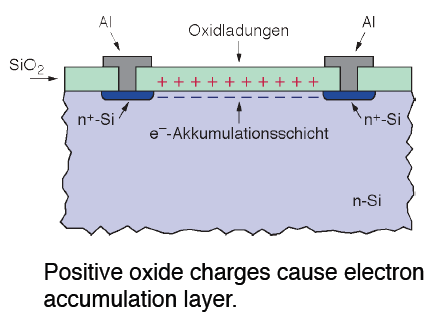 Al
Oxidladungen
Al
SiO₂
+ + + + + + + + + +
n⁺-Si
e⁻-Akkumulationsschicht
n⁺-Si
n-Si
Positive oxide charges cause electron
accumulation layer.